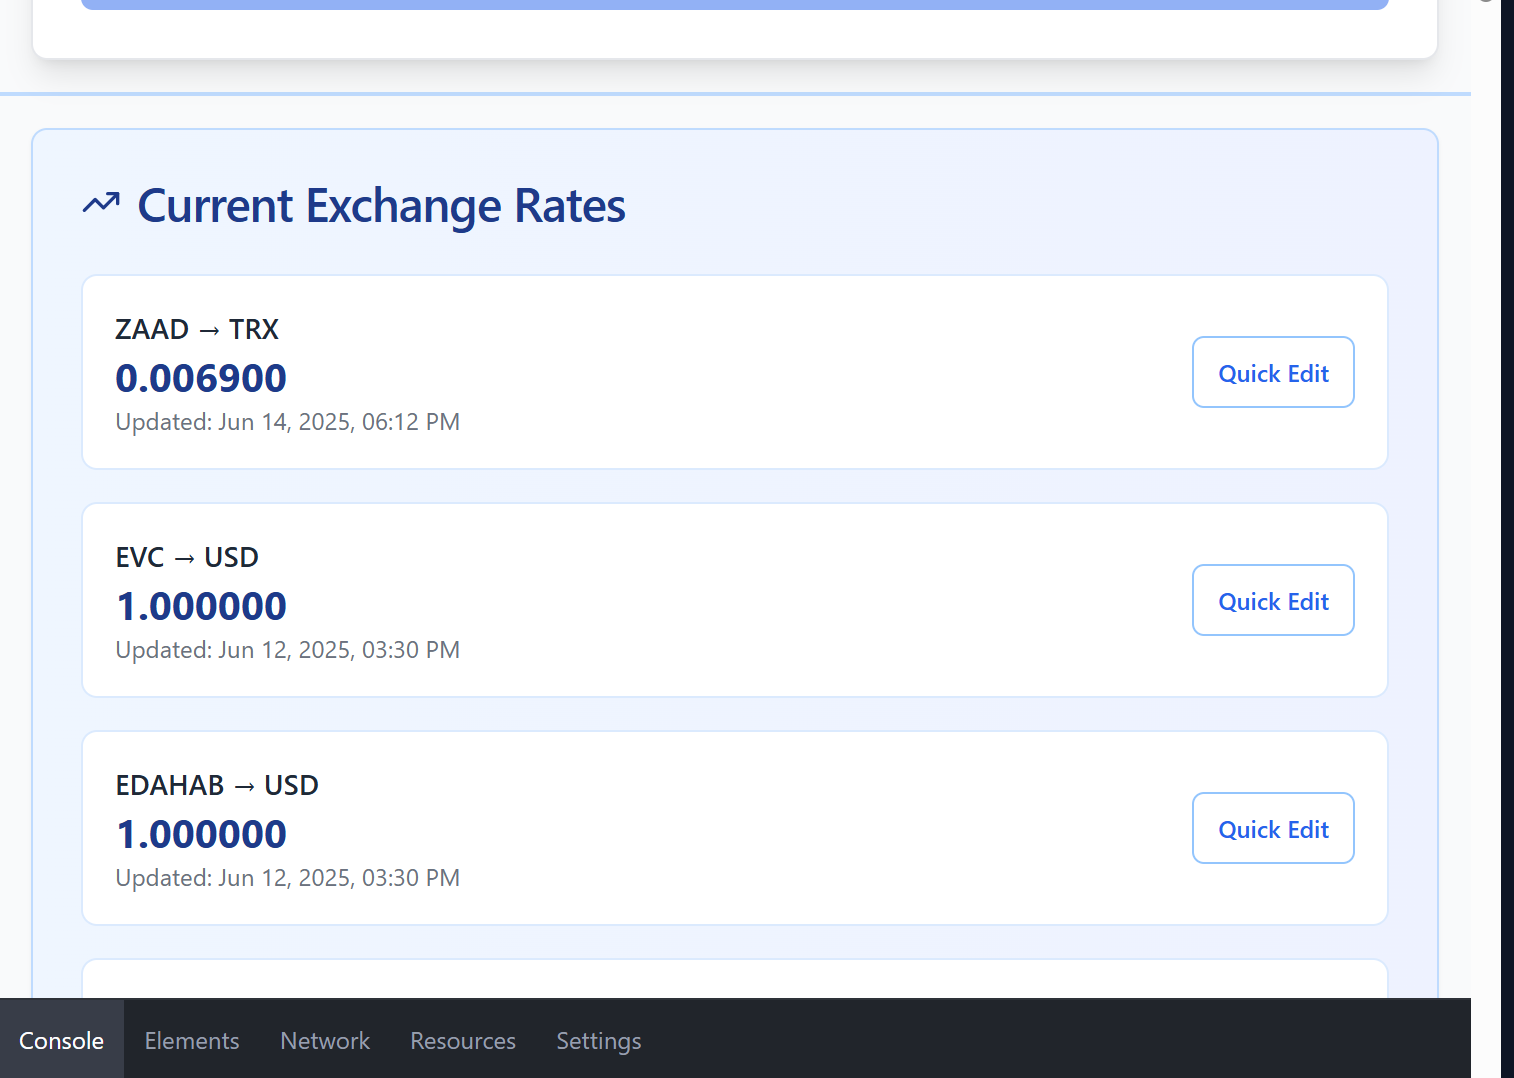 Current Exchange Rates
ZAAD → TRX
0.006900
Updated: Jun 14, 2025, 06:12 PM
Quick Edit
EVC → USD
1.000000
Updated: Jun 12, 2025, 03:30 PM
Quick Edit
EDAHAB → USD
1.000000
Updated: Jun 12, 2025, 03:30 PM
Quick Edit
Console Elements Network Resources Settings